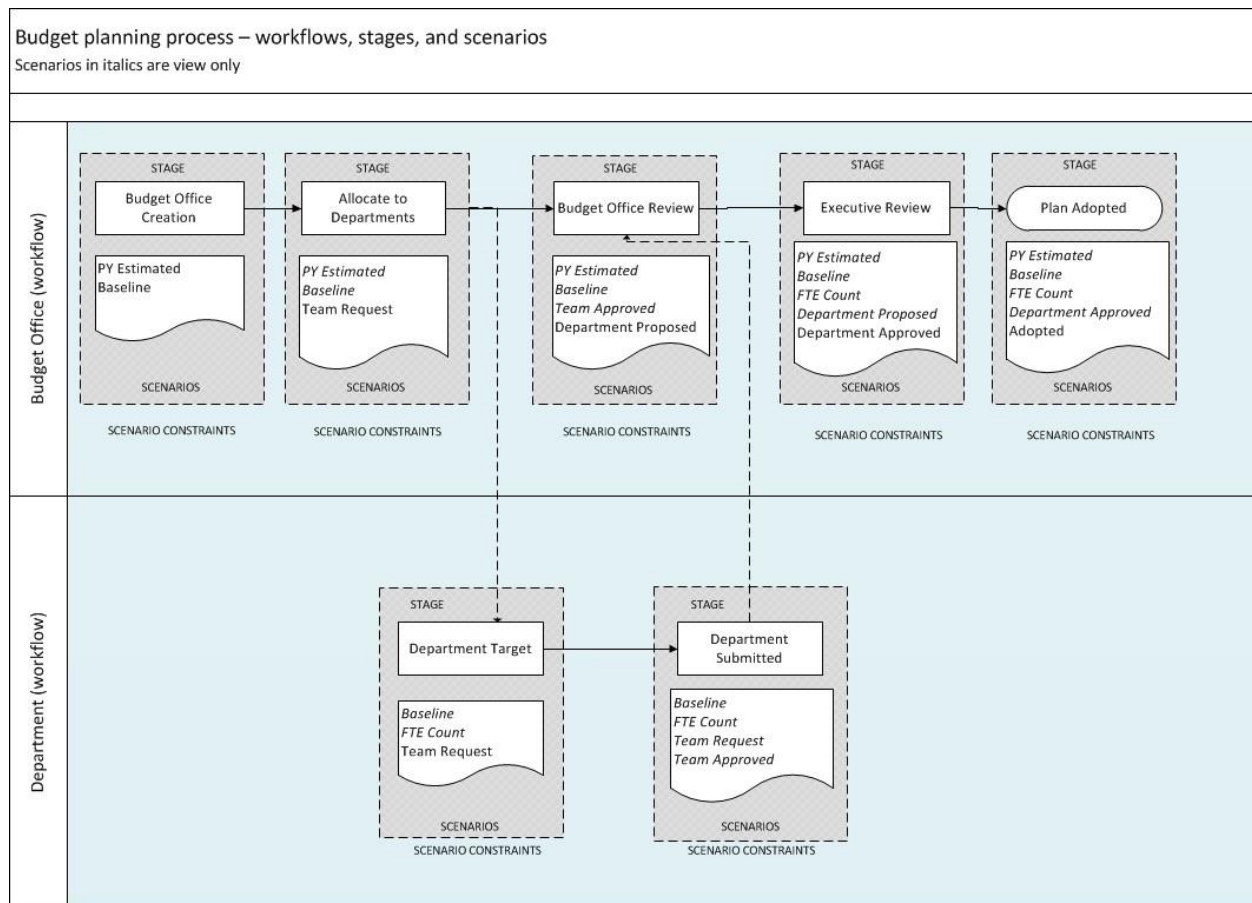 Budget planning process – workflows, stages, and scenarios
Scenarios in italics are view only
Budget Office (workflow)
STAGE
Budget Office
Creation
PY Estimated
Baseline
SCENARIOS
SCENARIO CONSTRAINTS
STAGE
Allocate to
Departments
PY Estimated
Baseline
Team Request
SCENARIOS
SCENARIO CONSTRAINTS
STAGE
Budget Office Review
PY Estimated
Baseline
Team Approved
Department Proposed
SCENARIOS
SCENARIO CONSTRAINTS
STAGE
Executive Review
PY Estimated
Baseline
FTE Count
Department Proposed
Department Approved
SCENARIOS
SCENARIO CONSTRAINTS
STAGE
Plan Adopted
PY Estimated
Baseline
FTE Count
Department Approved
Adopted
SCENARIOS
SCENARIO CONSTRAINTS
Department (workflow)
STAGE
Department Target
Baseline
FTE Count
Team Request
SCENARIOS
SCENARIO CONSTRAINTS
STAGE
Department
Submitted
Baseline
FTE Count
Team Request
Team Approved
SCENARIOS
SCENARIO CONSTRAINTS